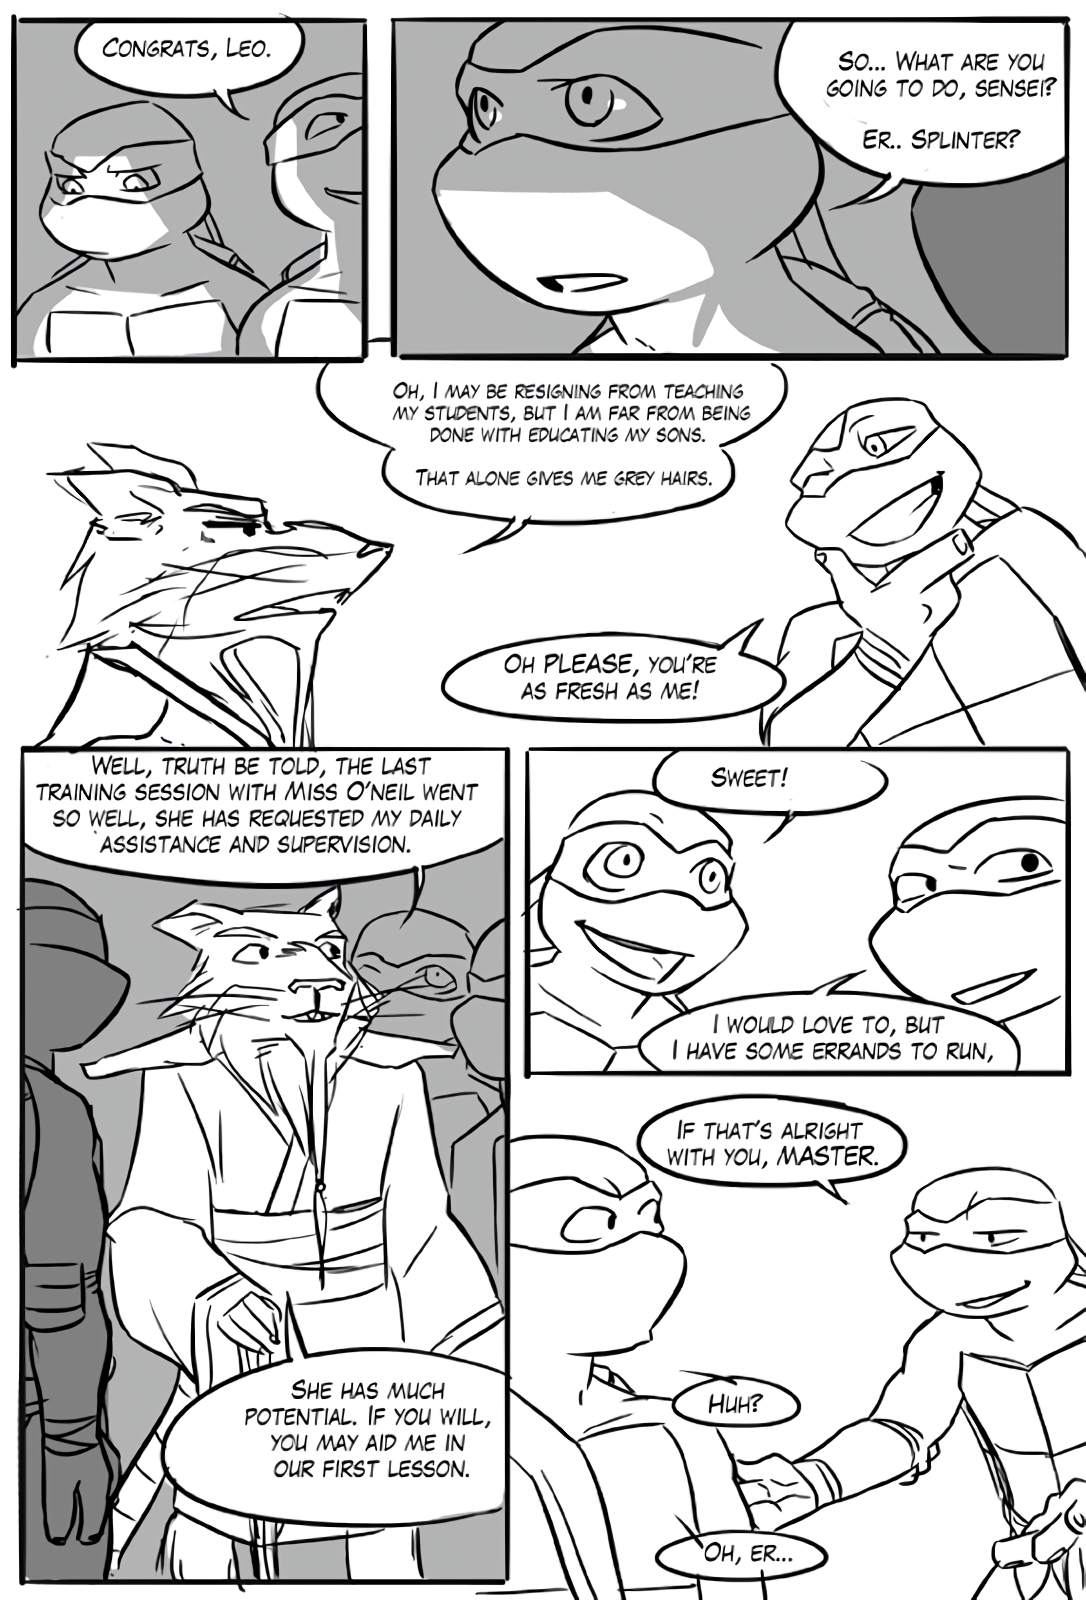 Congrats, Leo.
So... What are you
going to do, sensei?
Er.. Splinter?
Oh, I may be resigning from teaching
my students, but I am far from being
done with educating my sons.
That alone gives me grey hairs.
Oh PLEASE, you're
as fresh as me!
Well, truth be told, the last
training session with Miss O'neil went
so well, she has requested my daily
assistance and supervision.
Sweet!
I would love to, but
I have some errands to run,
If that's alright
with you, MASTER.
She has much
potential. If you will,
you may aid me in
our first lesson.
Huh?
Oh, er...